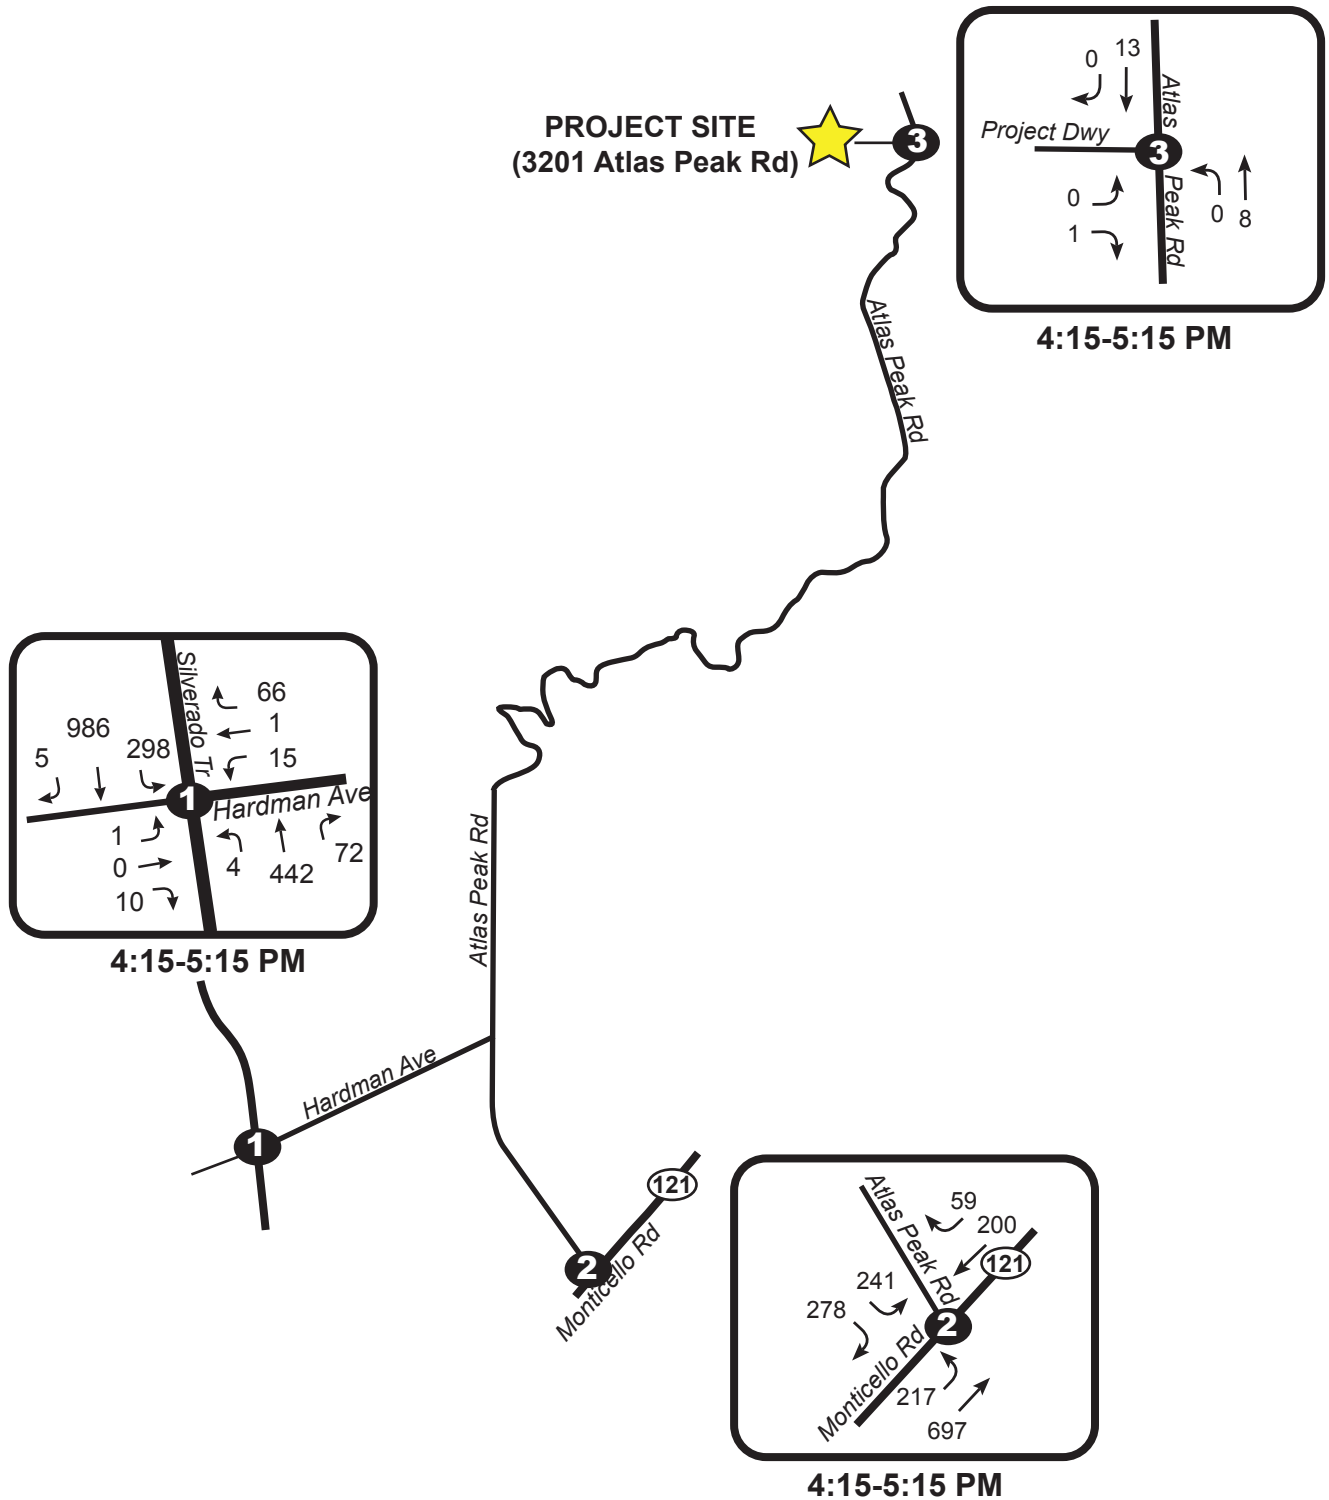 PROJECT SITE
(3201 Atlas Peak Rd)
3
0
13
Atlas
Project Dwy
3
Peak Rd
0
1
0
8
4:15-5:15 PM
Atlas Peak Rd
Silverado Tr
66
1
15
986
298
5
1
Hardman Ave
1
0
10
4
442
72
4:15-5:15 PM
Atlas Peak Rd
Hardman Ave
1
121
2
Monticello Rd
Atlas Peak Rd
59
200
121
241
278
2
Monticello Rd
217
697
4:15-5:15 PM